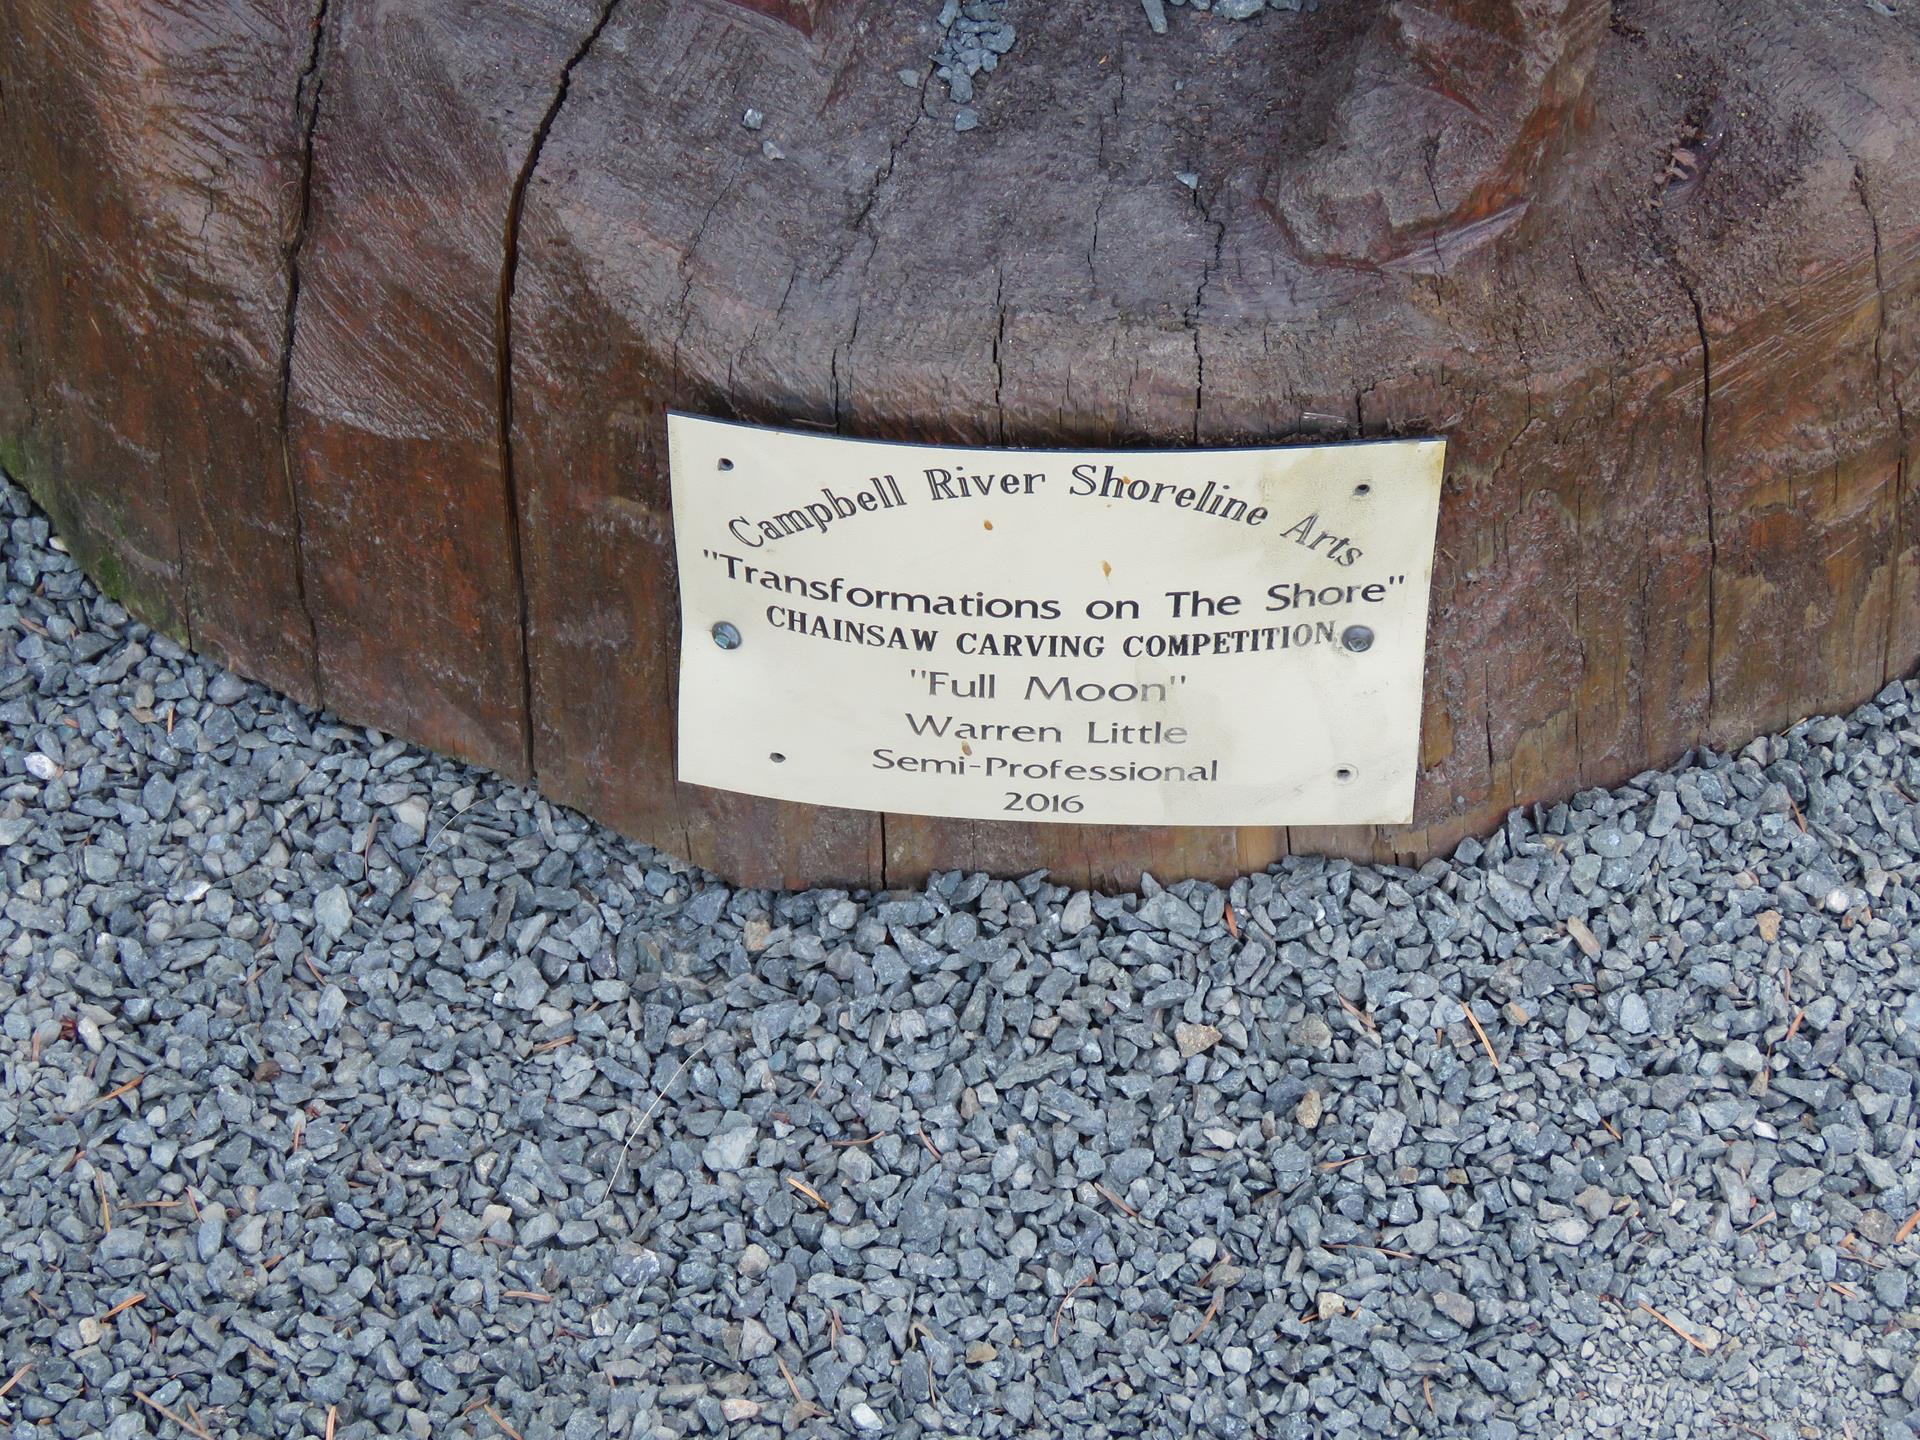 Campbell River Shoreline Arts
"Transformations on The Shore"
CHAINSAW CARVING COMPETITION
"Full Moon"
Warren Little
Semi-Professional
2016